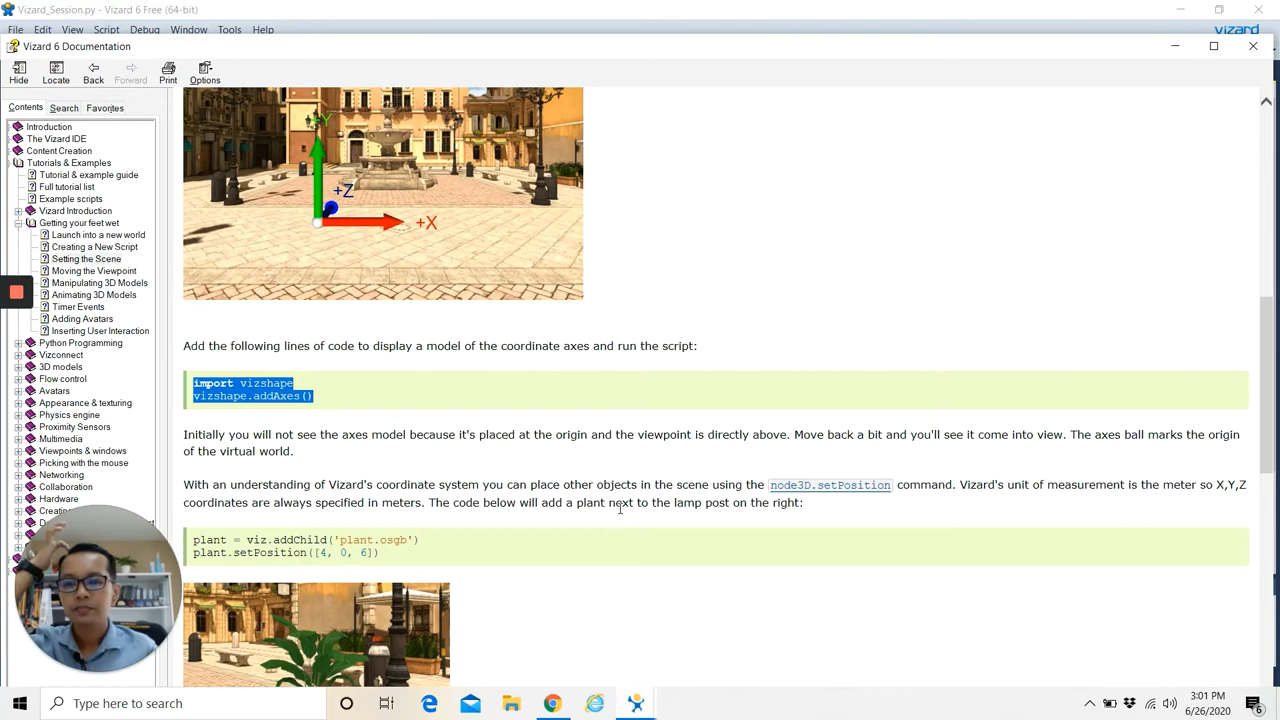 Vizard_Session.py - Vizard 6 Free (64-bit)
File Edit View Script Debug Window Tools Help
vizard
Vizard 6 Documentation
Hide Locate Back Forward Print Options
Contents Search Favorites
Introduction
The Vizard IDE
Content Creation
Tutorials & Examples
Tutorial & example guide
Full tutorial list
Example scripts
Vizard Introduction
Getting your feet wet
Launch into a new world
Creating a New Script
Setting the Scene
Moving the Viewpoint
Manipulating 3D Models
Animating 3D Models
Timer Events
Adding Avatars
Inserting User Interaction
Python Programming
Vizconnect
3D models
Flow control
Avatars
Appearance & texturing
Physics engine
Proximity Sensors
Multimedia
Viewpoints & windows
Picking with the mouse
Networking
Collaboration
Hardware
+Y
+Z
+X
Add the following lines of code to display a model of the coordinate axes and run the script:
import vizshape
vizshape.addAxes()
Initially you will not see the axes model because it's placed at the origin and the viewpoint is directly above. Move back a bit and you'll see it come into view. The axes ball marks the origin
of the virtual world.
With an understanding of Vizard's coordinate system you can place other objects in the scene using the node3D.setPosition command. Vizard's unit of measurement is the meter so X,Y,Z
coordinates are always specified in meters. The code below will add a plant next to the lamp post on the right:
plant = viz.addChild('plant.osgb')
plant.setPosition([4, 0, 6])
Type here to search
3:01 PM
6/26/2020
6